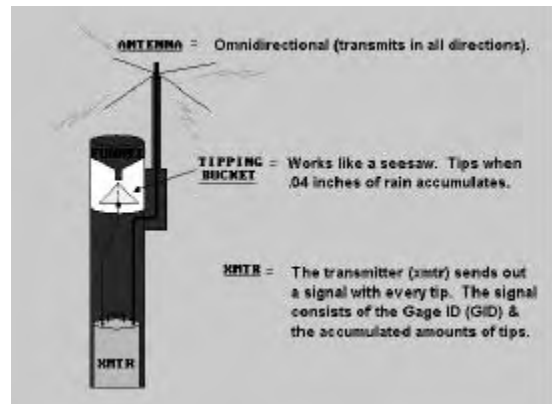 ANTENNA = Omnidirectional (transmits in all directions).
FUNNEL
TIPPING BUCKET = Works like a seesaw. Tips when
.04 inches of rain accumulates.
XMTR = The transmitter (xmtr) sends out
a signal with every tip. The signal
consists of the Gage ID (GID) &
the accumulated amounts of tips.
XMTR